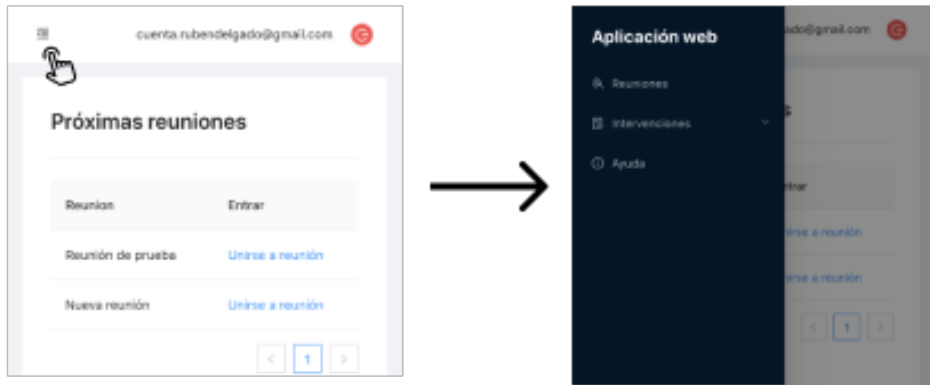 cuenta.rubendelgado@gmail.com
Próximas reuniones
Reunion Entrar
Reunión de prueba Unirse a reunión
Nueva reunión Unirse a reunión
< 1 >
Aplicación web
Reuniones
Intervenciones
Ayuda
ado@gmail.com
s
ntrar
nirse a reunión
nirse a reunión
< 1 >